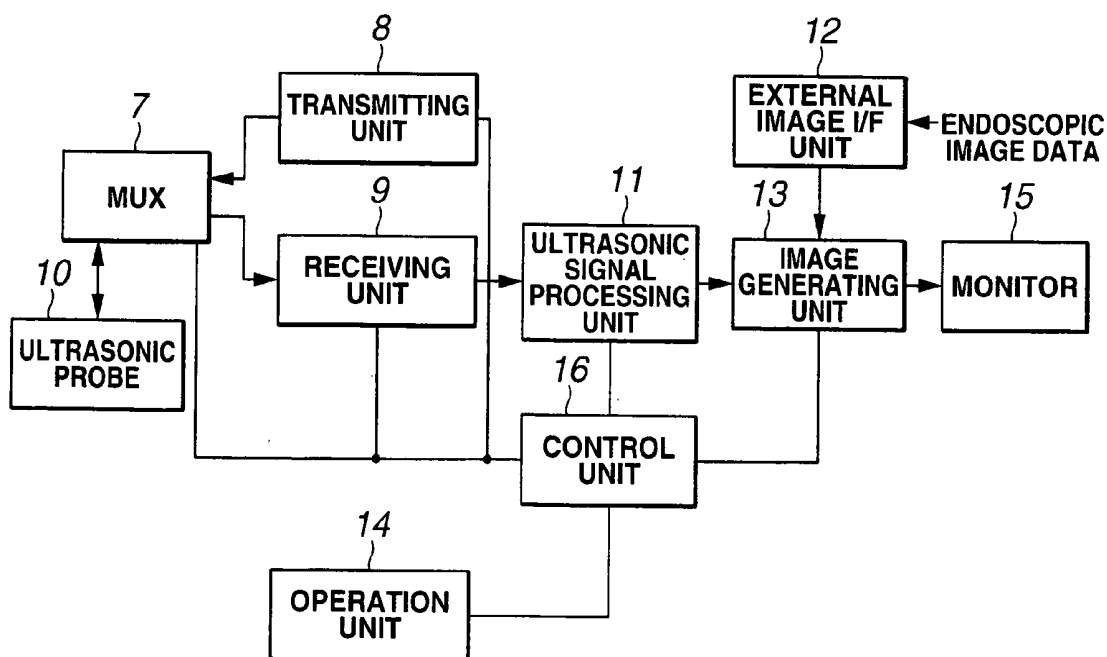 8
TRANSMITTING
UNIT
12
EXTERNAL
IMAGE I/F
UNIT
ENDOSCOPIC
IMAGE DATA
7
MUX
9
RECEIVING
UNIT
11
ULTRASONIC
SIGNAL
PROCESSING
UNIT
13
IMAGE
GENERATING
UNIT
15
MONITOR
10
ULTRASONIC
PROBE
16
CONTROL
UNIT
14
OPERATION
UNIT